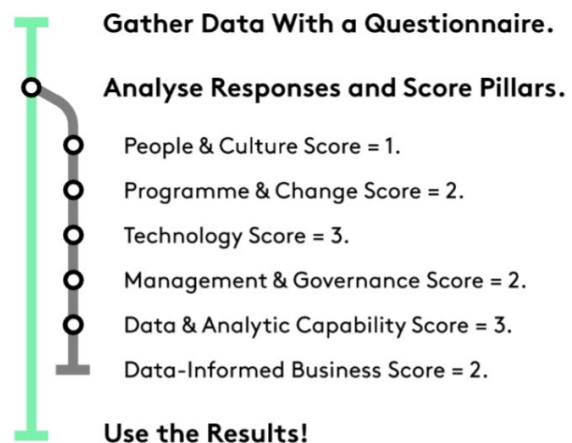 Gather Data With a Questionnaire.
Analyse Responses and Score Pillars.
People & Culture Score = 1.
Programme & Change Score = 2.
Technology Score = 3.
Management & Governance Score = 2.
Data & Analytic Capability Score = 3.
Data-Informed Business Score = 2.
Use the Results!